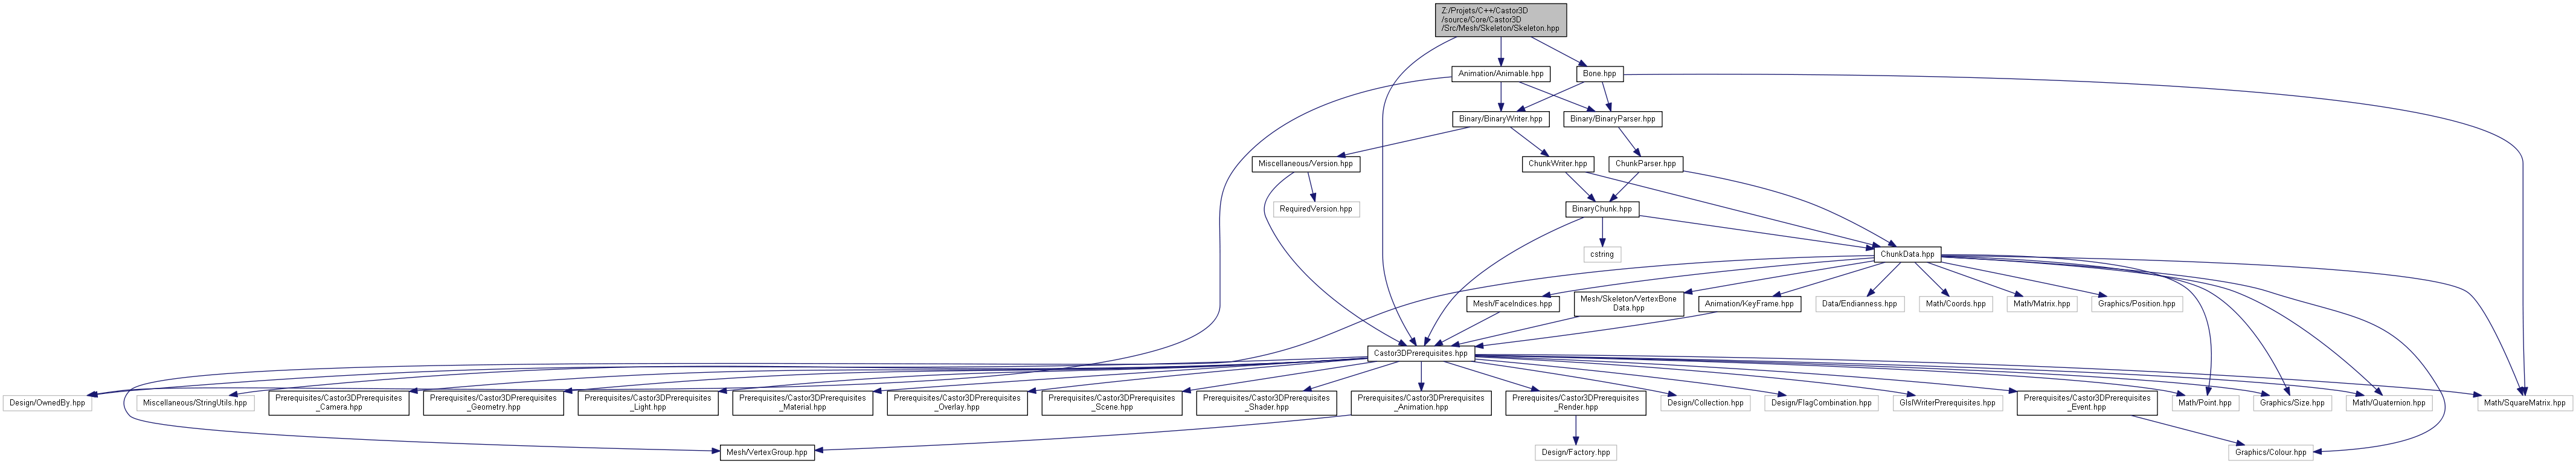 Z:/Projets/C++/Castor3D
/source/Core/Castor3D
/Src/Mesh/Skeleton/Skeleton.hpp
Animation/Animable.hpp
Bone.hpp
Binary/BinaryWriter.hpp
Binary/BinaryParser.hpp
Miscellaneous/Version.hpp
ChunkWriter.hpp
ChunkParser.hpp
RequiredVersion.hpp
BinaryChunk.hpp
cstring
ChunkData.hpp
Mesh/FaceIndices.hpp
Mesh/Skeleton/VertexBone
Data.hpp
Animation/KeyFrame.hpp
Data/Endianness.hpp
Math/Coords.hpp
Math/Matrix.hpp
Graphics/Position.hpp
Castor3DPrerequisites.hpp
Design/OwnedBy.hpp
Miscellaneous/StringUtils.hpp
Prerequisites/Castor3DPrerequisites
_Camera.hpp
Prerequisites/Castor3DPrerequisites
_Geometry.hpp
Prerequisites/Castor3DPrerequisites
_Light.hpp
Prerequisites/Castor3DPrerequisites
_Material.hpp
Prerequisites/Castor3DPrerequisites
_Overlay.hpp
Prerequisites/Castor3DPrerequisites
_Scene.hpp
Prerequisites/Castor3DPrerequisites
_Shader.hpp
Prerequisites/Castor3DPrerequisites
_Animation.hpp
Prerequisites/Castor3DPrerequisites
_Render.hpp
Design/Collection.hpp
Design/FlagCombination.hpp
GlslWriterPrerequisites.hpp
Prerequisites/Castor3DPrerequisites
_Event.hpp
Math/Point.hpp
Graphics/Size.hpp
Math/Quaternion.hpp
Math/SquareMatrix.hpp
Mesh/VertexGroup.hpp
Design/Factory.hpp
Graphics/Colour.hpp